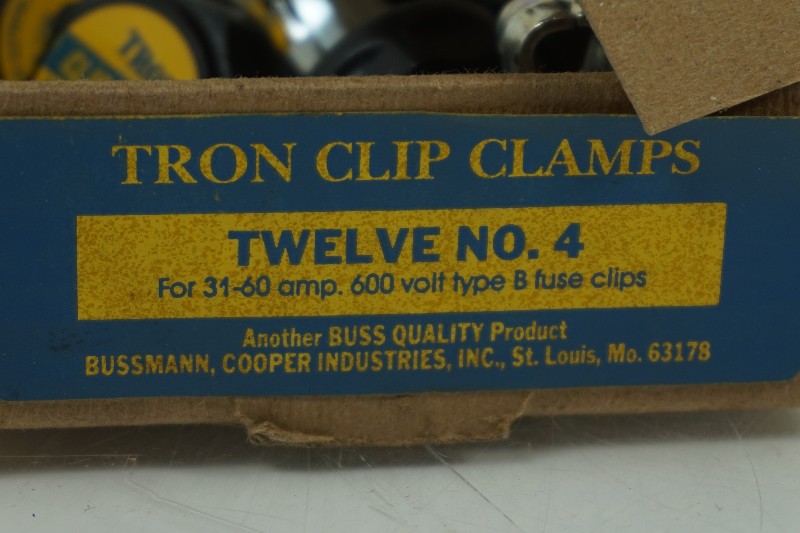 TRON
TRON CLIP CLAMPS
TWELVE NO. 4
For 31-60 amp. 600 volt type B fuse clips
Another BUSS QUALITY Product
BUSSMANN, COOPER INDUSTRIES, INC., St. Louis, Mo. 63178